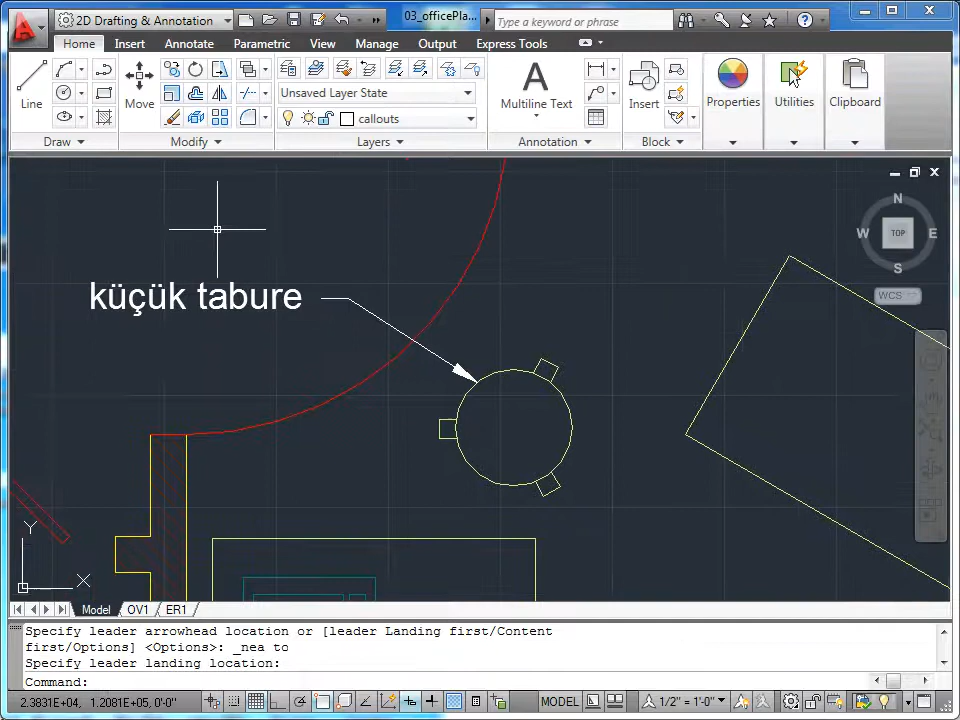 2D Drafting & Annotation
03_officePla...
Type a keyword or phrase
Home Insert Annotate Parametric View Manage Output Express Tools
Line
Move
Unsaved Layer State
callouts
Multiline Text
Insert
Properties
Utilities
Clipboard
Draw
Modify
Layers
Annotation
Block
N
W TOP E
S
WCS
küçük tabure
Y
X
Model OV1 ER1
Specify leader arrowhead location or [leader Landing first/Content
first/Options] <Options>: _nea to
Specify leader landing location:
Command:
2.3831E+04, 1.2081E+05, 0'-0"
MODEL
1/2" = 1'-0"